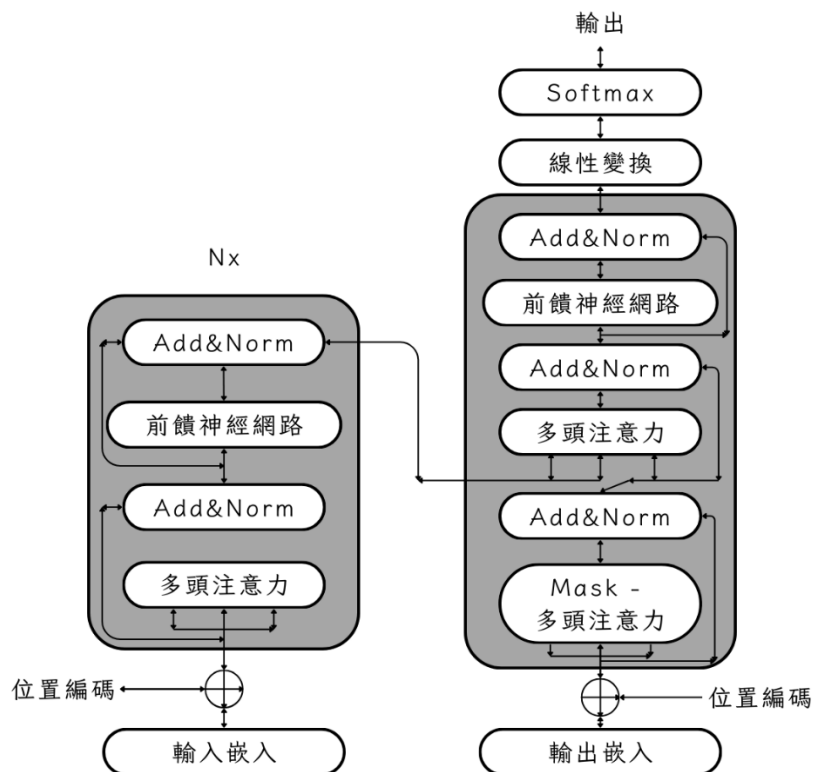 輸出
Softmax
線性變換
Add&Norm
前饋神經網路
Add&Norm
多頭注意力
Add&Norm
Mask -
多頭注意力
位置編碼
輸出嵌入
Nx
Add&Norm
前饋神經網路
Add&Norm
多頭注意力
位置編碼
輸入嵌入